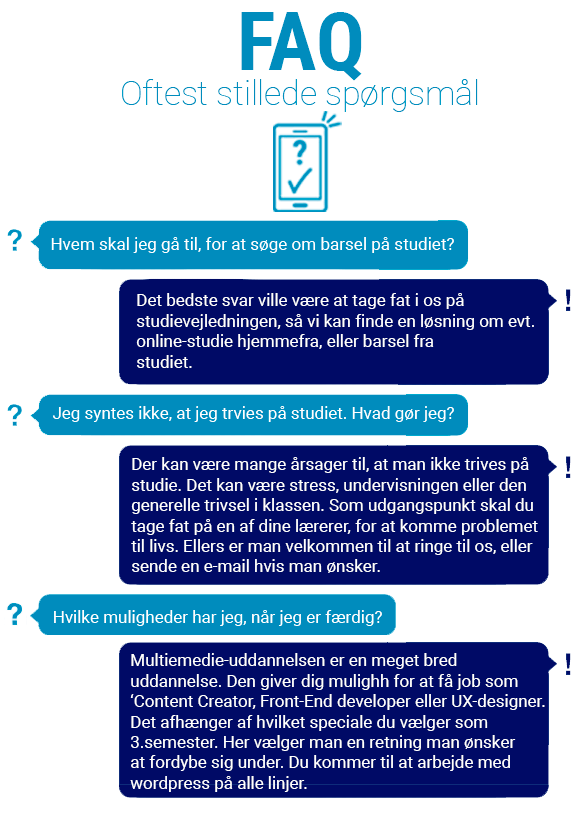 FAQ
Oftest stillede spørgsmål
?
? Hvem skal jeg gå til, for at søge om barsel på studiet?
Det bedste svar ville være at tage fat i os på !
studievejledningen, så vi kan finde en løsning om evt.
online-studie hjemmefra, eller barsel fra
studiet.
? Jeg syntes ikke, at jeg trvies på studiet. Hvad gør jeg?
Der kan være mange årsager til, at man ikke trives på !
studie. Det kan være stress, undervisningen eller den
generelle trivsel i klassen. Som udgangspunkt skal du
tage fat på en af dine lærerer, for at komme problemet
til livs. Ellers er man velkommen til at ringe til os, eller
sende en e-mail hvis man ønsker.
? Hvilke muligheder har jeg, når jeg er færdig?
Multiemedie-uddannelsen er en meget bred !
uddannelse. Den giver dig mulighh for at få job som
‘Content Creator, Front-End developer eller UX-designer.
Det afhænger af hvilket speciale du vælger som
3.semester. Her vælger man en retning man ønsker
at fordybe sig under. Du kommer til at arbejde med
wordpress på alle linjer.